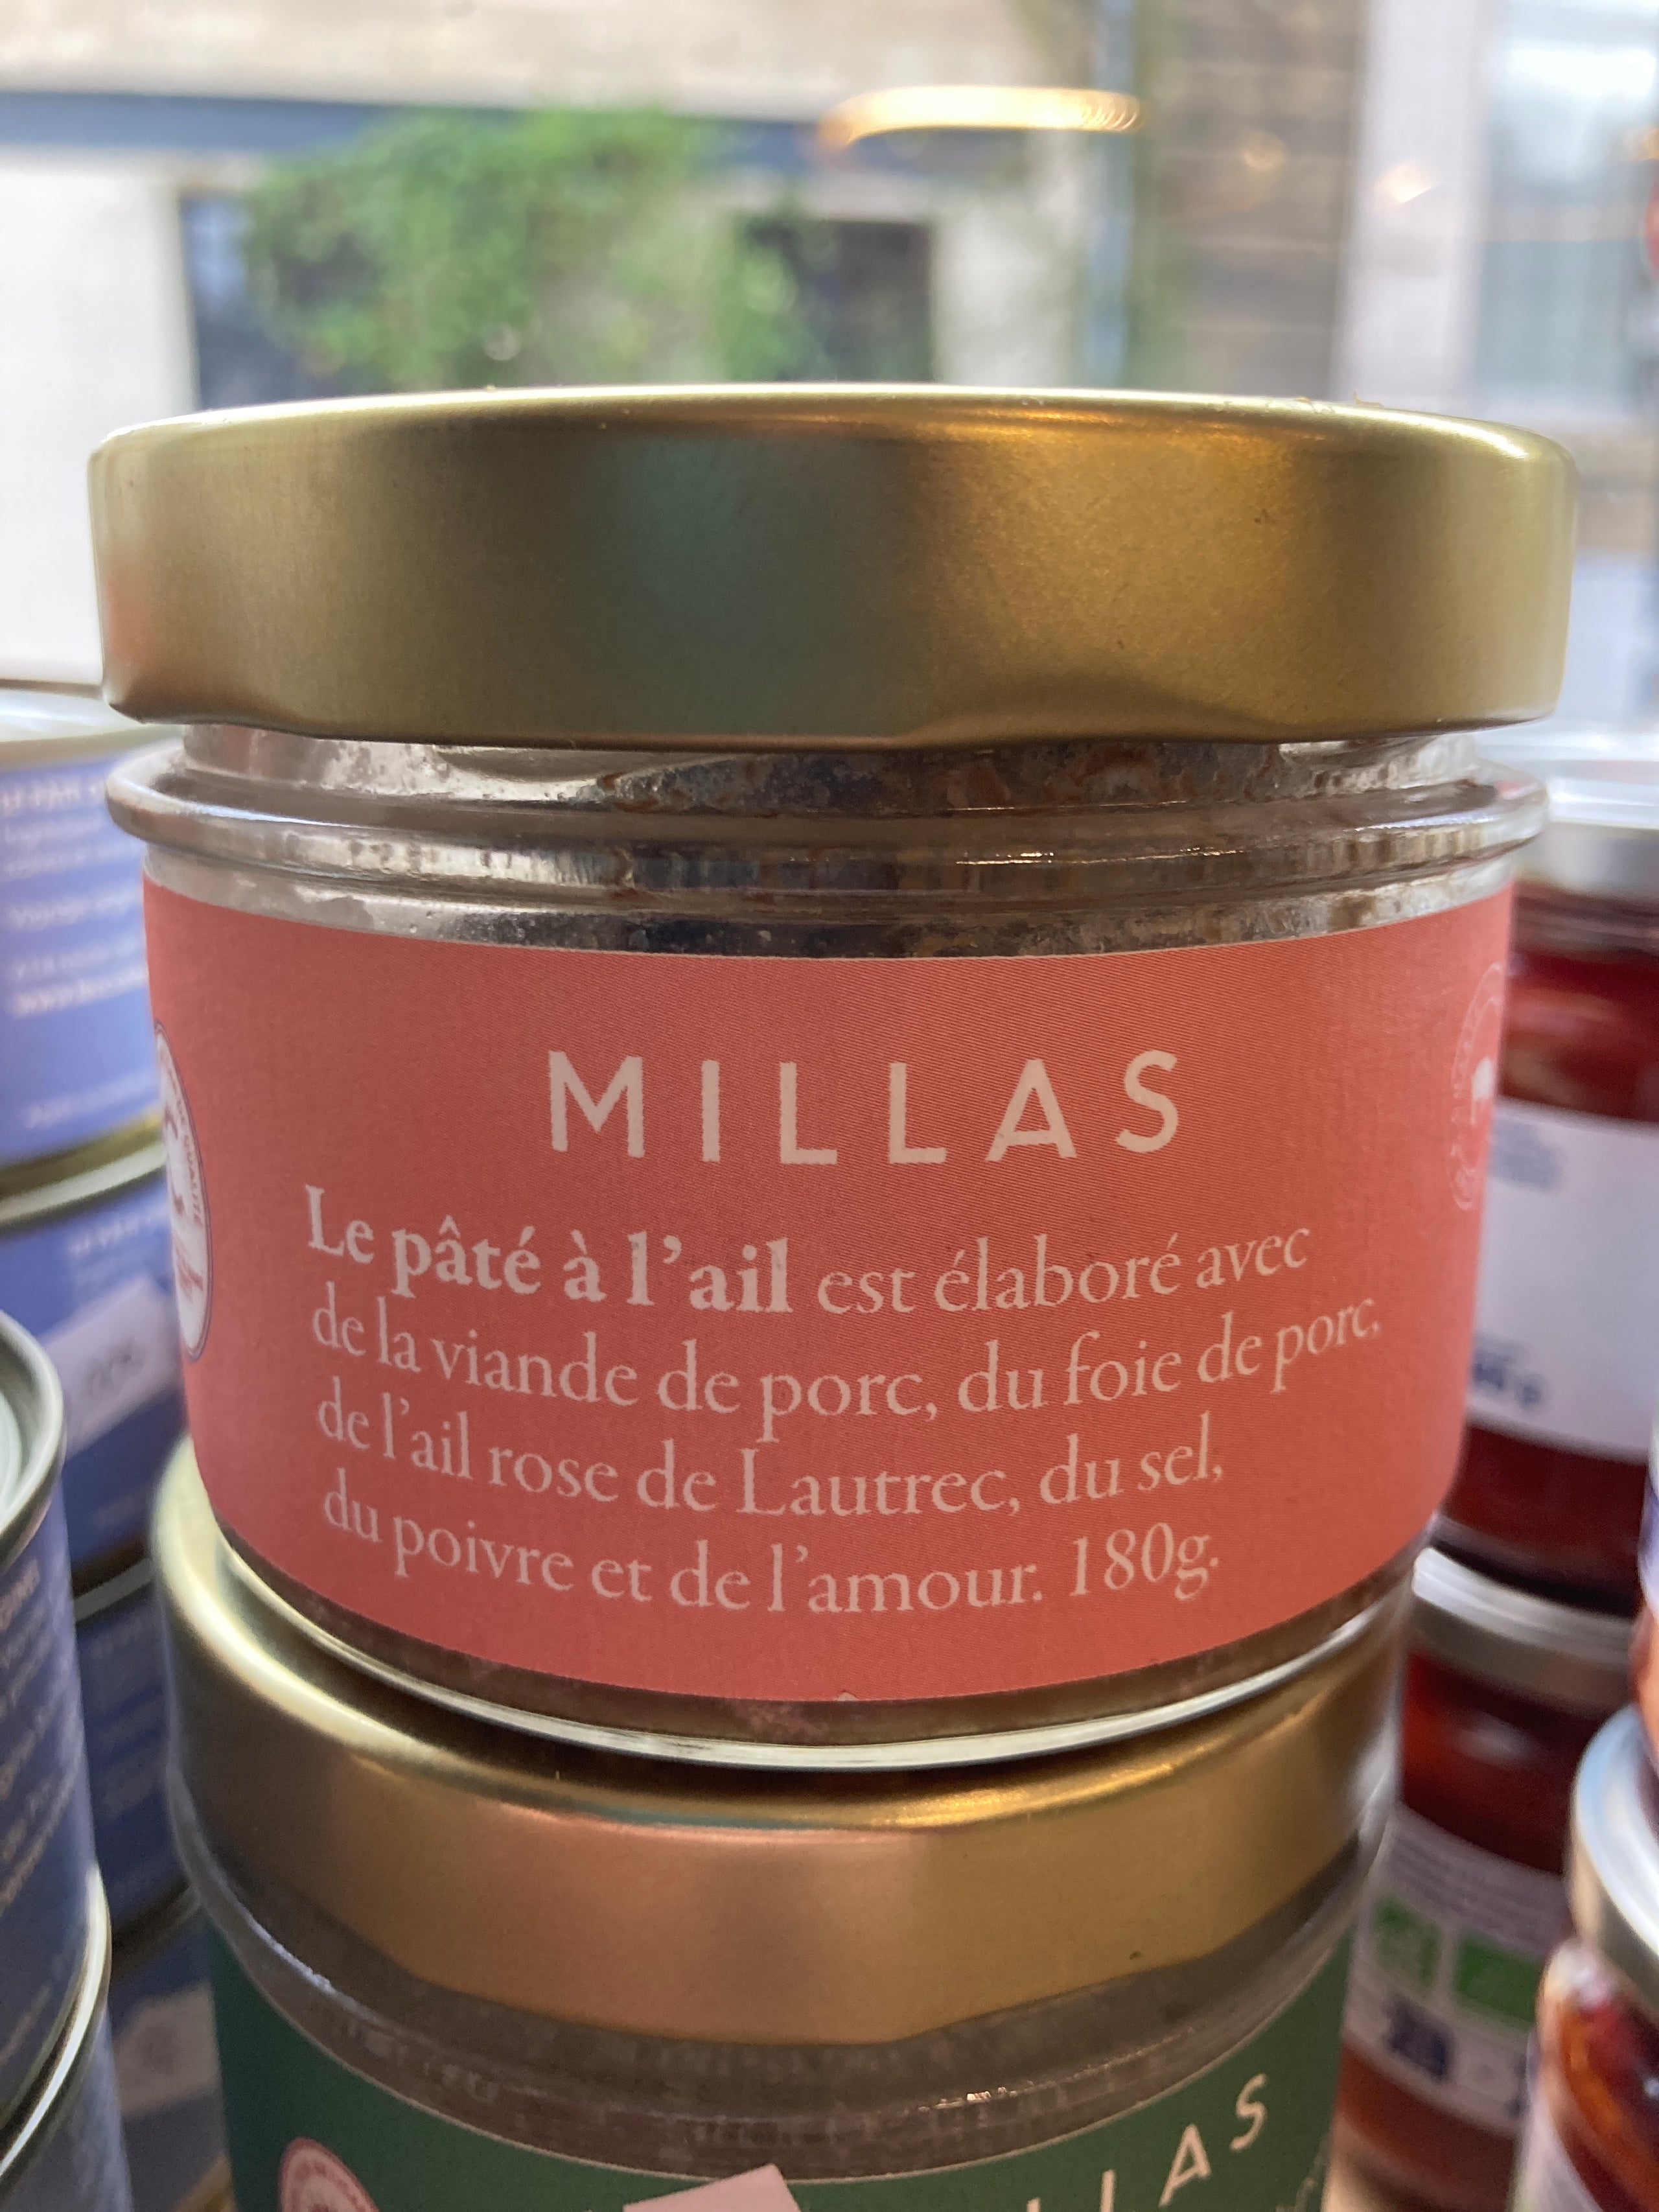 MILLAS
Le pâté à l'ail est élaboré avec
de la viande de porc, du foie de porc,
de l'ail rose de Lautrec, du sel,
du poivre et de l'amour. 180g.
LLAS